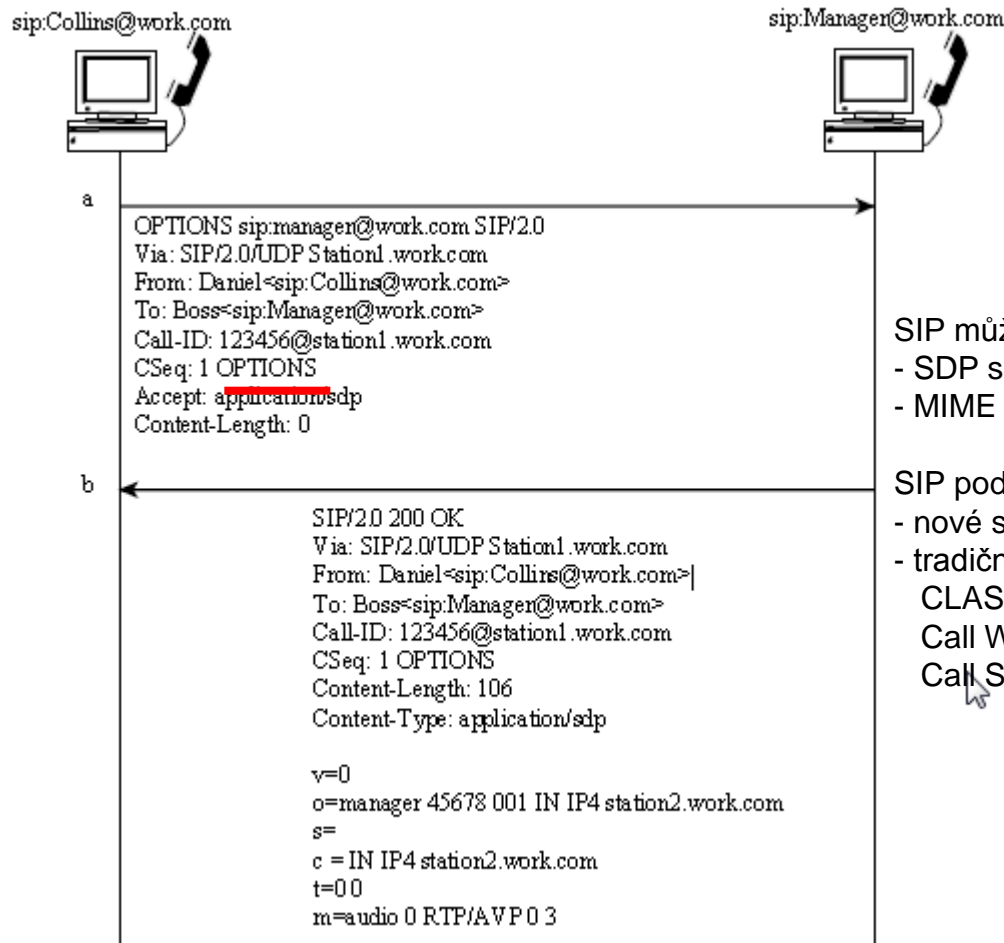 sip:Collins@work.com
sip:Manager@work.com
a
OPTIONS sip:manager@work.com SIP/2.0
Via: SIP/2.0/UDP Station1.work.com
From: Daniel<sip:Collins@work.com>
To: Boss<sip:Manager@work.com>
Call-ID: 123456@station1.work.com
CSeq: 1 OPTIONS
Accept: application/sdp
Content-Length: 0
b
SIP/2.0 200 OK
Via: SIP/2.0/UDP Station1.work.com
From: Daniel<sip:Collins@work.com>|
To: Boss<sip:Manager@work.com>
Call-ID: 123456@station1.work.com
CSeq: 1 OPTIONS
Content-Length: 106
Content-Type: application/sdp
v=0
o=manager 45678 001 IN IP4 station2.work.com
s=
c = IN IP4 station2.work.com
t=0 0
m=audio 0 RTP/AVP 0 3
SIP
- SDP
- MIME
SIP pod
- nové
-
CLAS
Call W
Call S